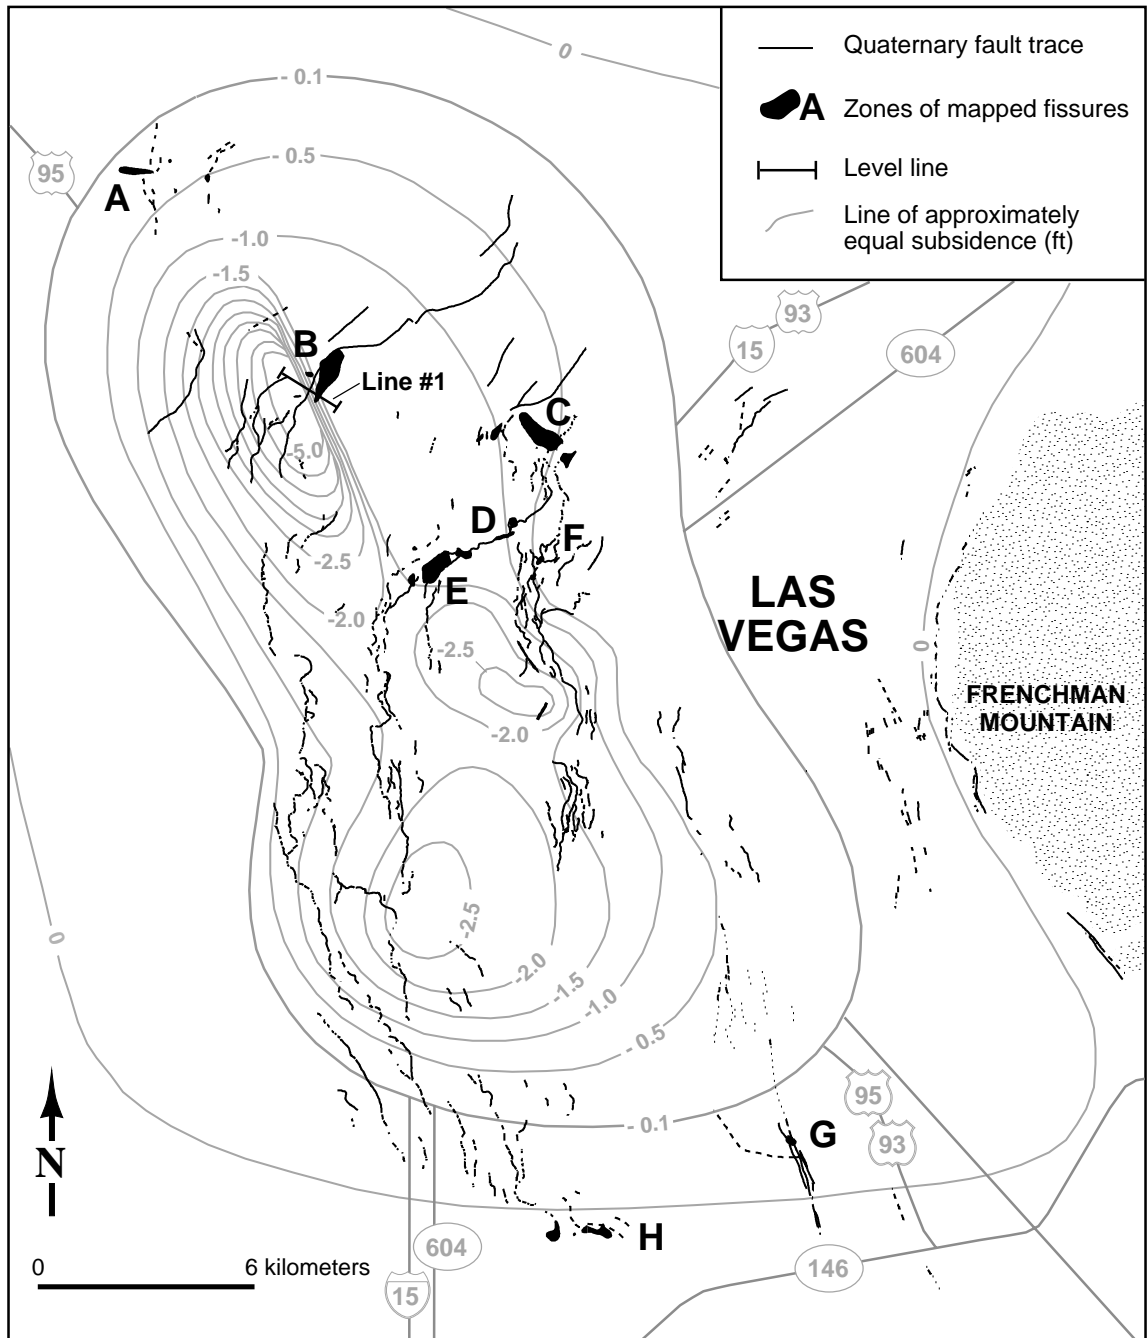 Quaternary fault trace
A Zones of mapped fissures
Level line
Line of approximately
equal subsidence (ft)
0
- 0.1
95
A
- 0.5
-1.0
-1.5
93
15
604
B
Line #1
C
-5.0
D
-2.5
F
E
LAS
VEGAS
-2.0
0
-2.5
FRENCHMAN
MOUNTAIN
-2.0
-2.5
0
-2.0
-1.5
-1.0
- 0.5
95
- 0.1
G
93
N
H
604
0
6 kilometers
146
15